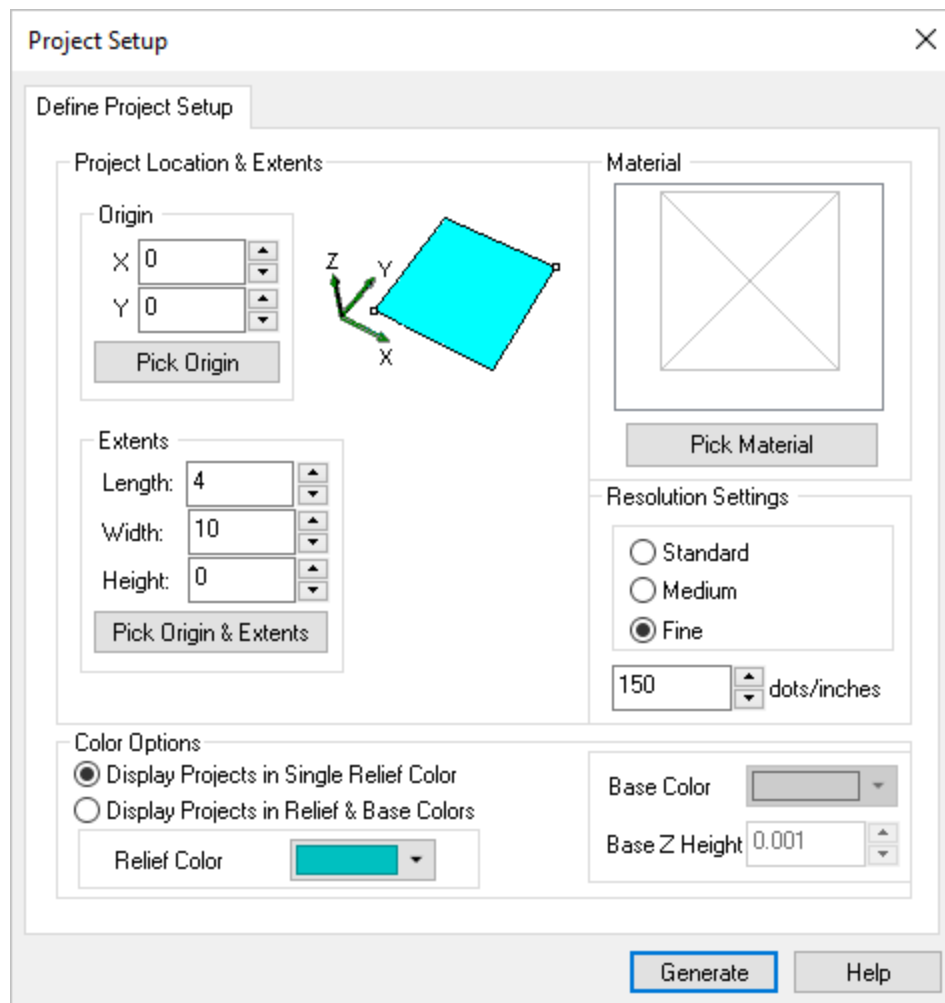 Project Setup
Define Project Setup
Project Location & Extents
Origin
X 0
Y 0
Pick Origin
Z
Y
X
Extents
Length: 4
Width: 10
Height: 0
Pick Origin & Extents
Material
Pick Material
Resolution Settings
Standard
Medium
Fine
150 dots/inches
Color Options
Display Projects in Single Relief Color
Display Projects in Relief & Base Colors
Relief Color
Base Color
Base Z Height 0.001
Generate
Help